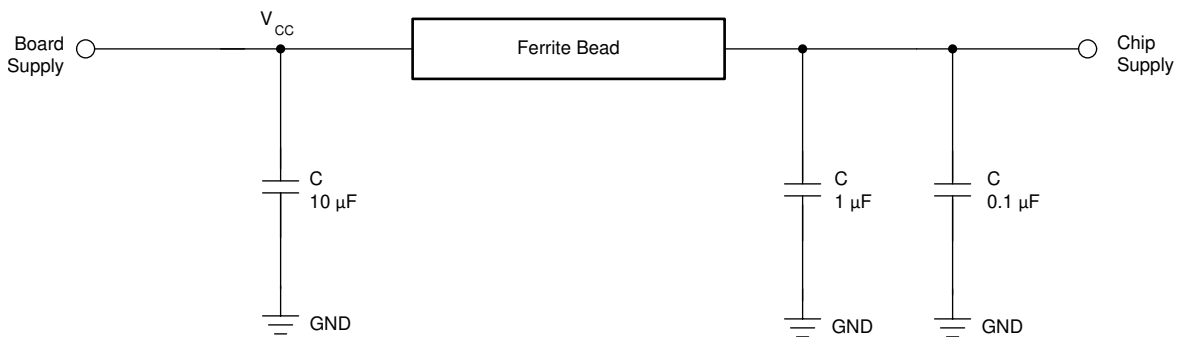 V CC
Board
Supply
Ferrite Bead
Chip
Supply
C
10 µF
C
1 µF
C
0.1 µF
GND
GND
GND